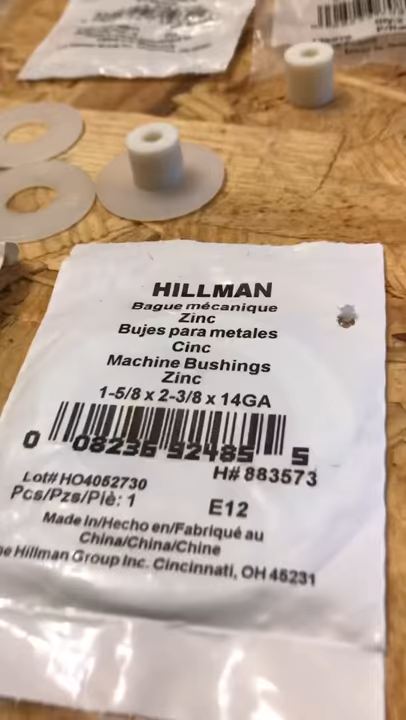 HILLMAN
Bague mécanique
Zinc
Bujes para metales
Cinc
Machine Bushings
Zinc
1-5/8 x 2-3/8 x 14GA
0 08236 92485 5
H# 883573
Lot# HO4052730
Pcs/Pzs/Piè: 1
E12
Made In/Hecho en/Fabriqué au
China/China/Chine
he Hillman Group Inc. Cincinnati, OH 45231